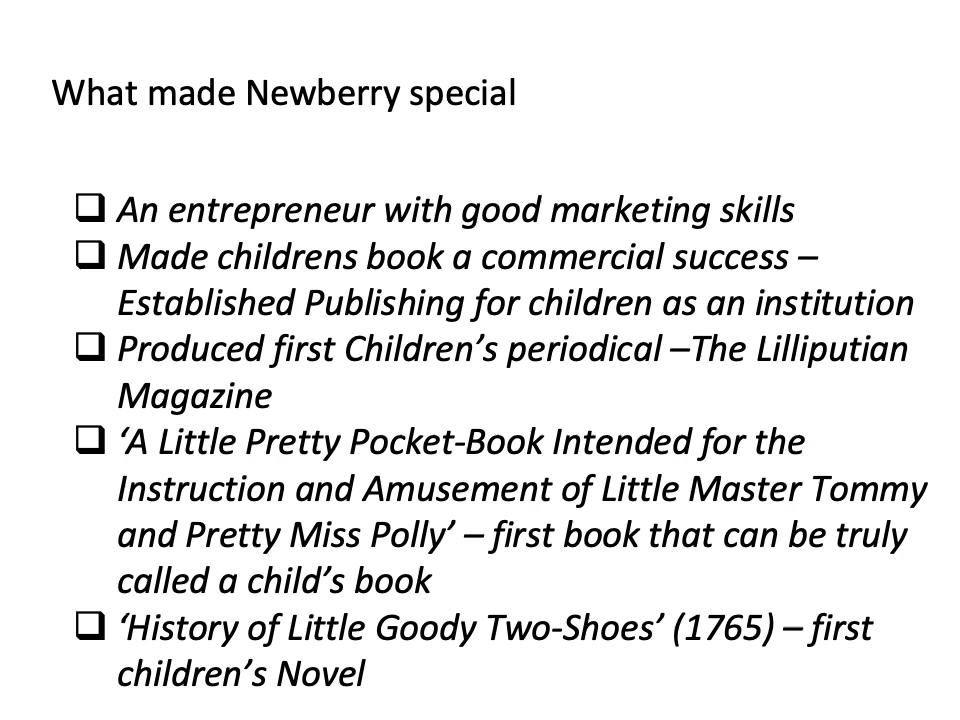 What made Newberry special
❑ An entrepreneur with good marketing skills
❑ Made childrens book a commercial success –
Established Publishing for children as an institution
❑ Produced first Children’s periodical –The Lilliputian
Magazine
❑ ‘A Little Pretty Pocket-Book Intended for the
Instruction and Amusement of Little Master Tommy
and Pretty Miss Polly’ – first book that can be truly
called a child’s book
❑ ‘History of Little Goody Two-Shoes’ (1765) – first
children’s Novel